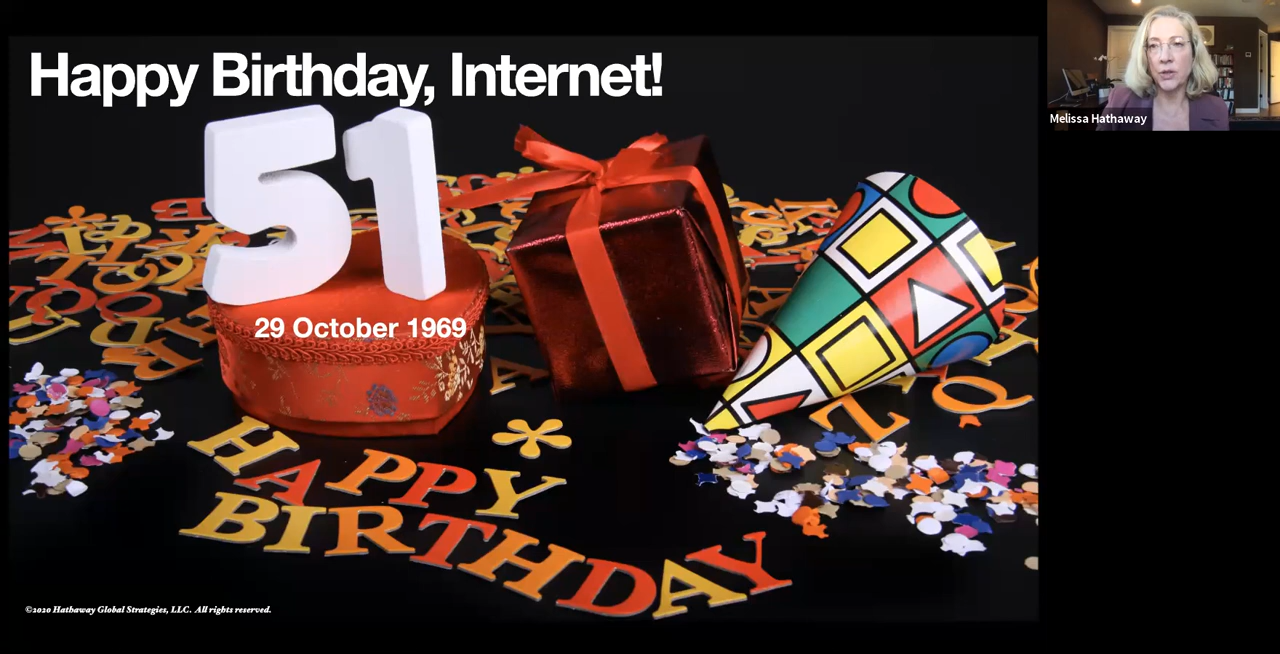 Happy Birthday, Internet!
Melissa Hathaway
51
29 October 1969
HAPPY
BIRTHDAY
©2020 Hathaway Global Strategies, LLC. All rights reserved.